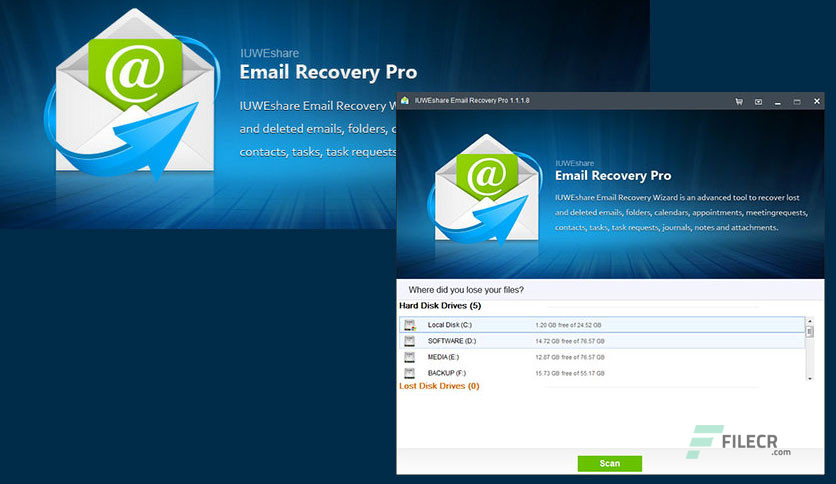 IUWEshare
Email Recovery Pro
IUWEshare Email Recovery W
and deleted emails, folders, c
contacts, tasks, task requests
IUWEshare Email Recovery Pro 1.1.1.8
IUWEshare
Email Recovery Pro
IUWEshare Email Recovery Wizard is an advanced tool to recover lost
and deleted emails, folders, calendars, appointments, meetingrequests,
contacts, tasks, task requests, journals, notes and attachments.
Where did you lose your files?
Hard Disk Drives (5)
Local Disk (C:) 1.20 GB free of 24.52 GB
SOFTWARE (D:) 14.72 GB free of 76.57 GB
MEDIA (E:) 12.87 GB free of 76.57 GB
BACKUP (F:) 15.73 GB free of 55.17 GB
Lost Disk Drives (0)
FILECR
.com
Scan